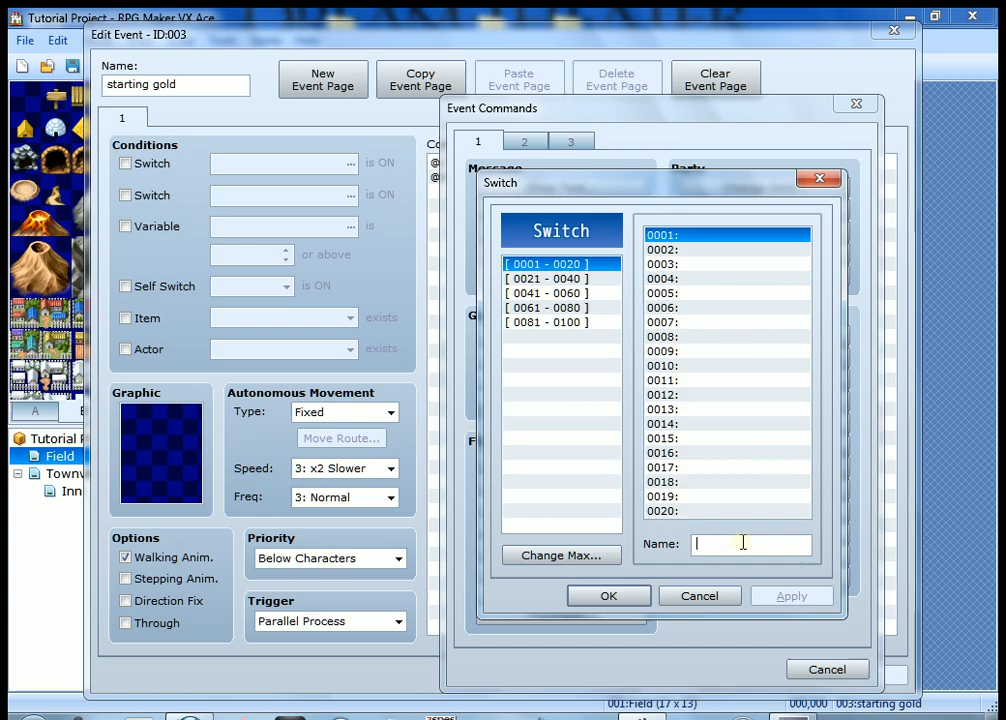 Tutorial Project - RPG Maker VX Ace
File Edit
Edit Event - ID:003
Name:
starting gold
New Event Page
Copy Event Page
Paste Event Page
Delete Event Page
Clear Event Page
1
Conditions
Switch ... is ON
Switch ... is ON
Variable ... is
or above
Self Switch is ON
Item exists
Actor exists
Graphic
Autonomous Movement
Type: Fixed
Move Route...
Speed: 3: x2 Slower
Freq: 3: Normal
Options
Walking Anim.
Stepping Anim.
Direction Fix
Through
Priority
Below Characters
Trigger
Parallel Process
Event Commands
1 2 3
Message
Party
Switch
Switch
[ 0001 - 0020 ]
[ 0021 - 0040 ]
[ 0041 - 0060 ]
[ 0061 - 0080 ]
[ 0081 - 0100 ]
Change Max...
0001:
0002:
0003:
0004:
0005:
0006:
0007:
0008:
0009:
0010:
0011:
0012:
0013:
0014:
0015:
0016:
0017:
0018:
0019:
0020:
Name:
OK Cancel Apply
Cancel
A
Tutorial
Field
Town
Inn
001:Field (17 x 13) 000,000 003:starting gold